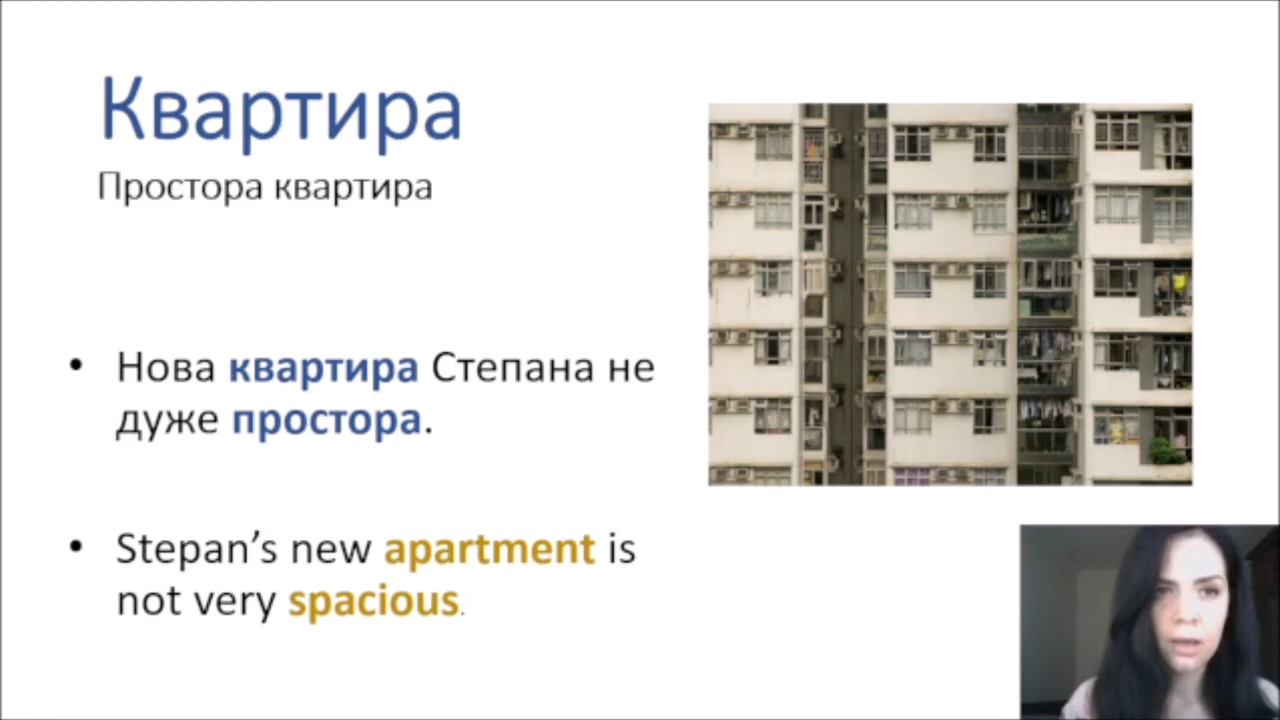 Квартира
Простора квартира
• Нова квартира Степана не
дуже простора.
• Stepan’s new apartment is
not very spacious.